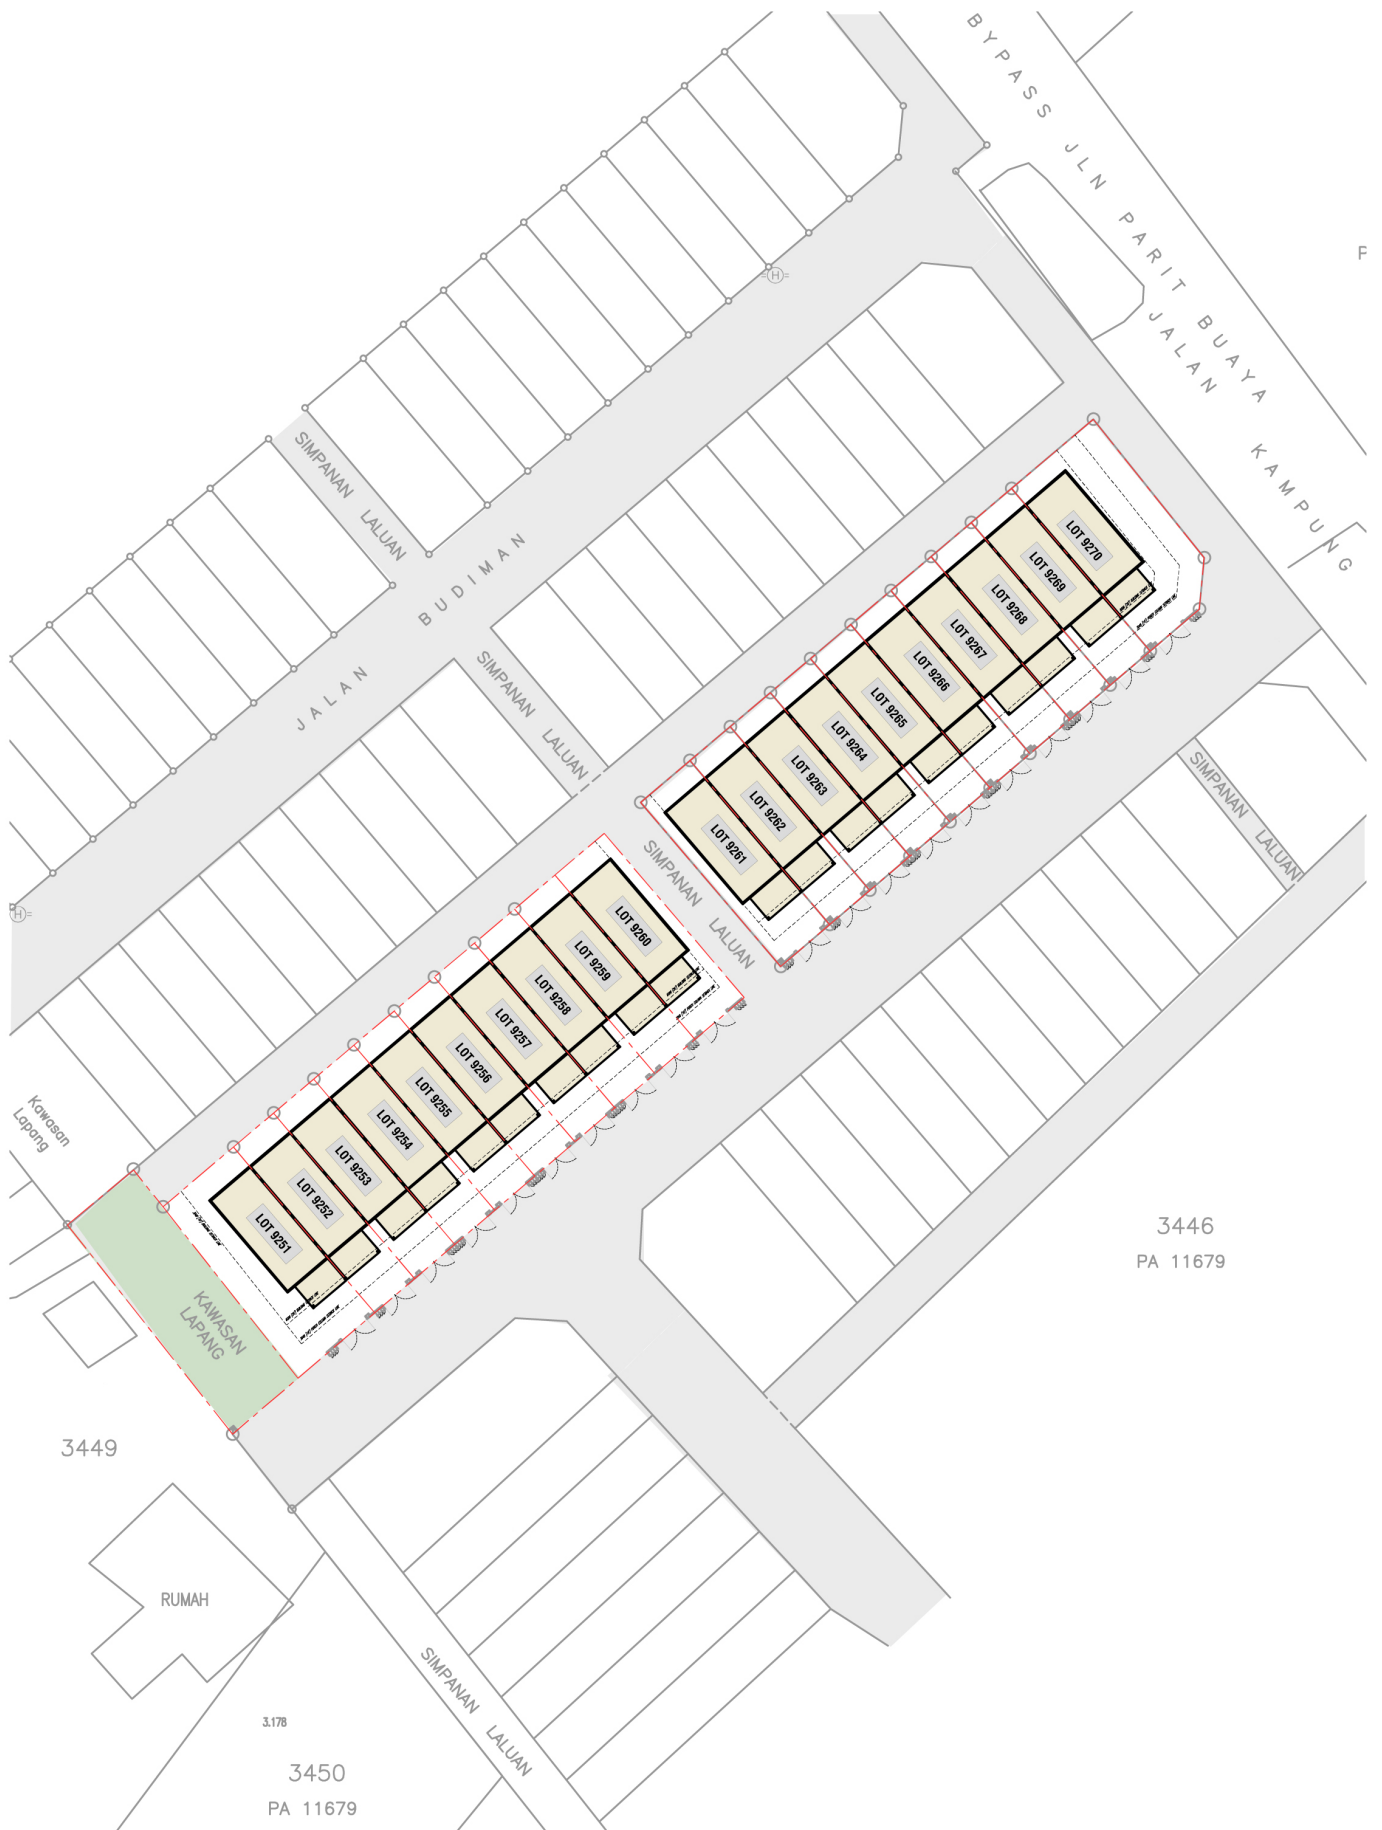 BYPASS JLN PARIT BUAYA
JALAN KAMPUNG
H
SIMPANAN LALUAN
JALAN BUDIMAN
SIMPANAN LALUAN
LOT 9270
LOT 9269
LOT 9268
LOT 9267
LOT 9266
LOT 9265
LOT 9264
LOT 9263
LOT 9262
LOT 9261
SIMPANAN LALUAN
SIMPANAN LALUAN
H
LOT 9260
LOT 9259
LOT 9258
LOT 9257
LOT 9256
LOT 9255
LOT 9254
LOT 9253
LOT 9252
LOT 9251
Kawasan
Lapang
KAWASAN
LAPANG
3446
PA 11679
3449
RUMAH
SIMPANAN LALUAN
3.178
3450
PA 11679